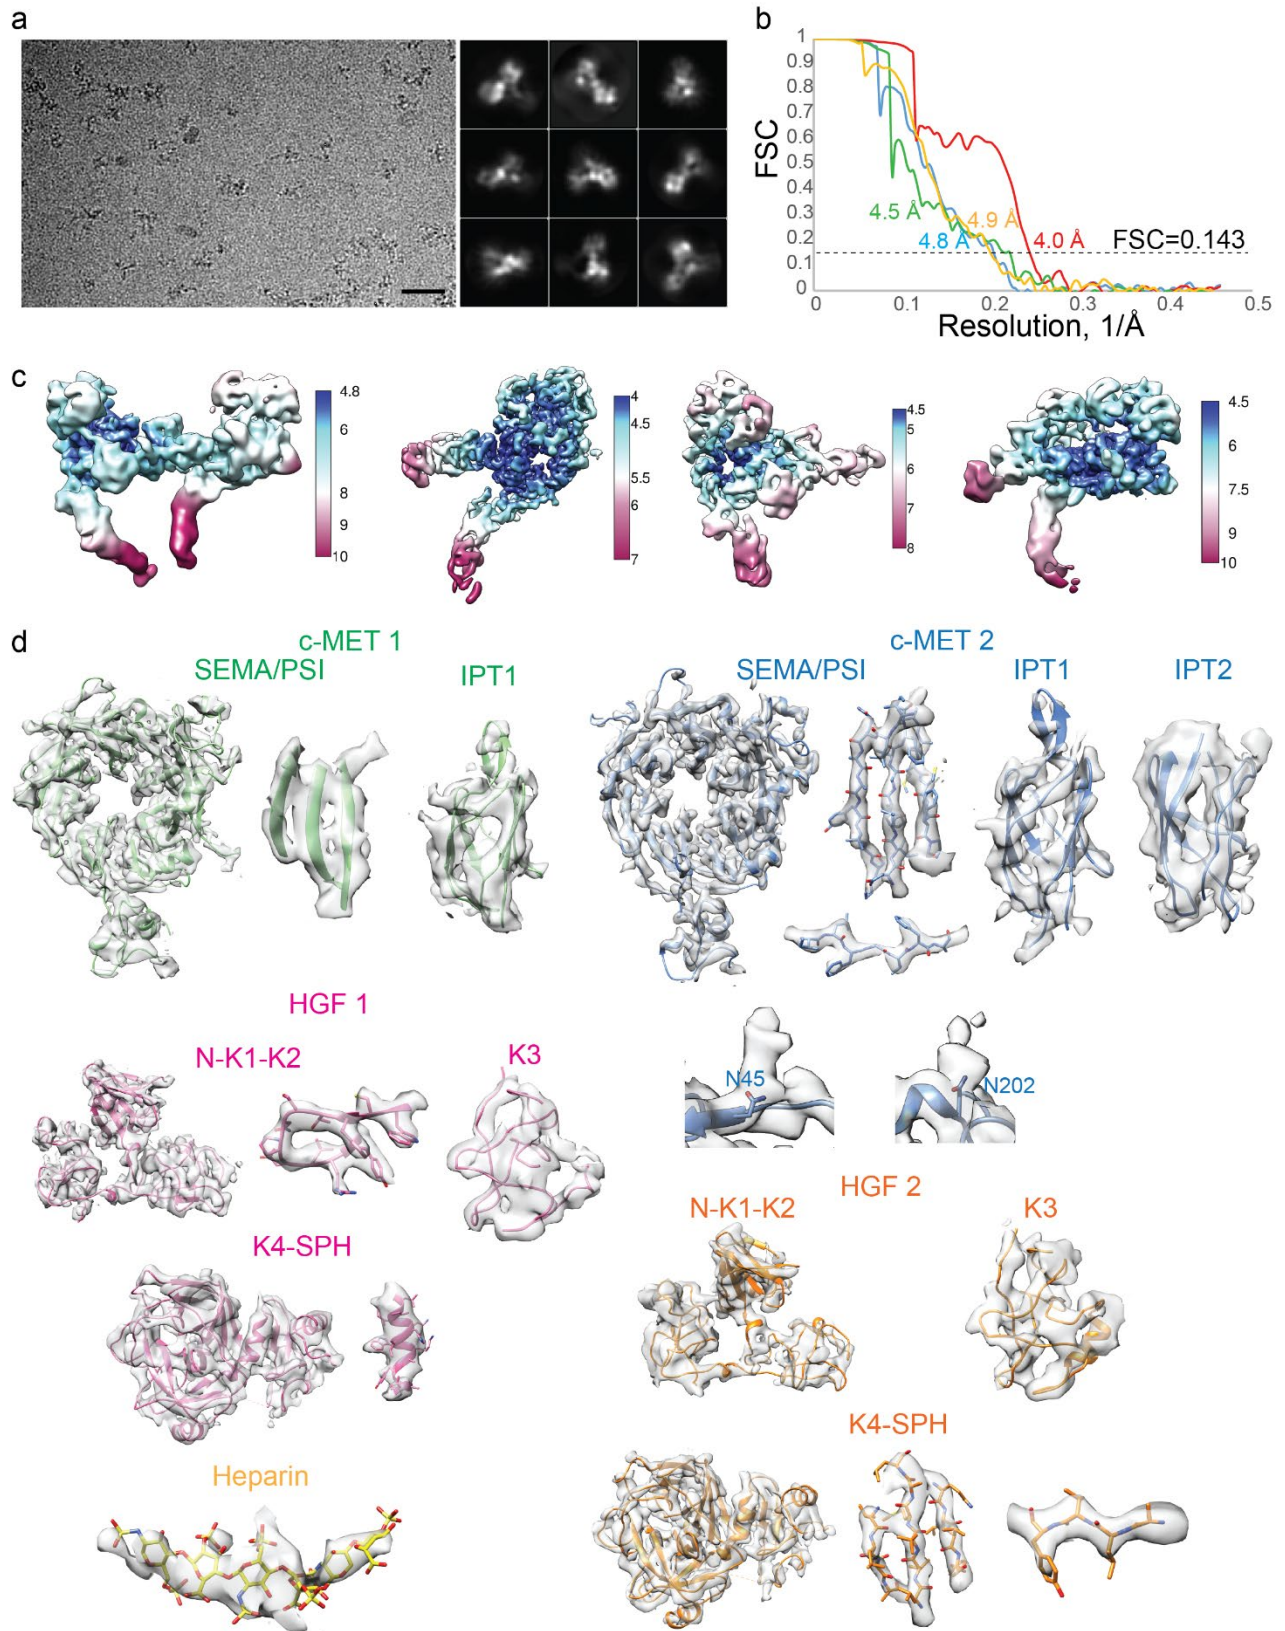 a
b
FSC
1
0.9
0.8
0.7
0.6
0.5
0.4
0.3
0.2
0.1
0
4.5 Å
4.9 Å
4.8 Å
4.0 Å
FSC=0.143
0 0.1 0.2 0.3 0.4 0.5
Resolution, 1/Å
c
4.8
6
8
9
10
4
4.5
5.5
6
7
4.5
5
6
7
8
4.5
6
7.5
9
10
d
c-MET 1
SEMA/PSI
IPT1
c-MET 2
SEMA/PSI
IPT1
IPT2
HGF 1
N-K1-K2
K3
N45
N202
K4-SPH
HGF 2
N-K1-K2
K3
K4-SPH
Heparin